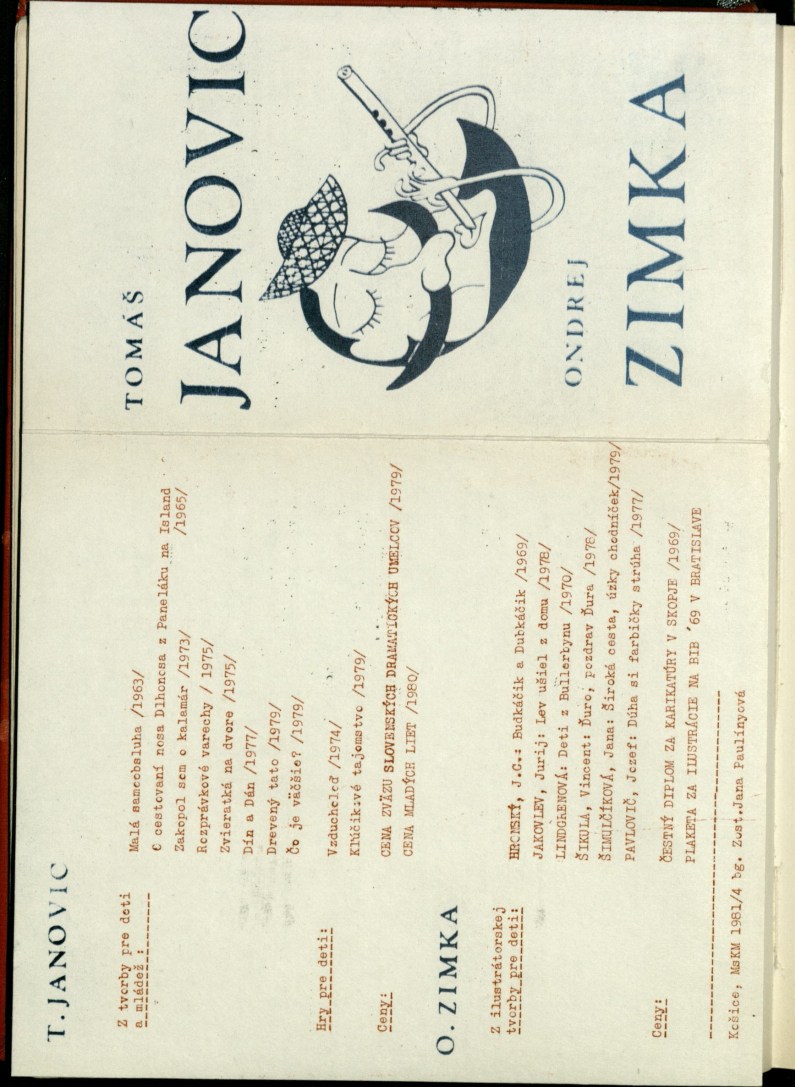 T. JANOVIC
Z tvorby pre deti
a mládež :
Malá samoobsluha /1963/
O cestovaní nosa Dlhonosa z Paneláku na Island
/1965/
Zakopol som o kalamár /1973/
Rozprávkové varechy / 1975/
Zvieratká na dvore /1975/
Dín a Dán /1977/
Drevený tato /1979/
Čo je väčšie? /1979/
Hry pre deti:
Vzducholoď /1974/
Kľúčikové tajomstvo /1979/
Ceny:
CENA ZVÄZU SLOVENSKÝCH DRAMATICKÝCH UMELCOV /1979/
CENA MLADÝCH LIET /1980/
O. ZIMKA
Z ilustrátorskej
tvorby pre deti:
HRONSKÝ, J.C.: Budkáčik a Dubkáčik /1969/
JAKOVLEV, Jurij: Lev ušiel z domu /1978/
LINDGRENOVÁ: Deti z Bullerbynu /1970/
ŠIKULA, Vincent: Ďuro, pozdrav Ďura /1978/
ŠIMULČÍKOVÁ, Jana: Široká cesta, úzky chodníček/1979/
PAVLOVIČ, Jozef: Dúha si farbičky strúha /1977/
Ceny:
ČESTNÝ DIPLOM ZA KARIKATÚRY V SKOPJE /1969/
PLAKETA ZA ILUSTRÁCIE NA BIB '69 V BRATISLAVE
Košice, MsKM 1981/4 bg. Zost.Jana Paulínyová
TOMÁŠ
JANOVIC
ONDREJ
ZIMKA